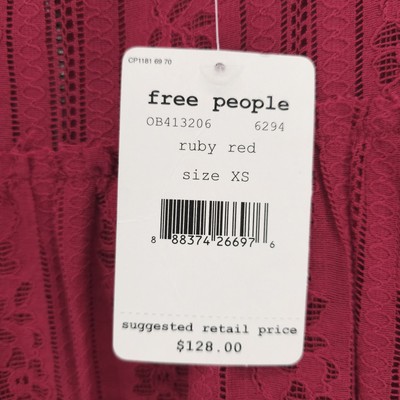 CP1181 69 70
free people
OB413206 6294
ruby red
size XS
8 88374 26697 6
suggested retail price
$128.00